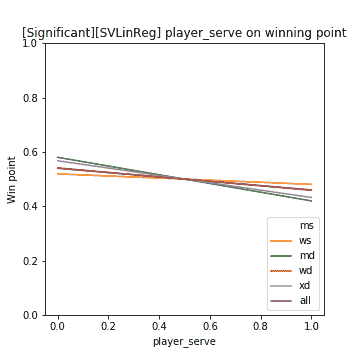 [Significant][SVLinReg] player_serve on winning point
1.0
0.8
0.6
0.4
0.2
0.0
Win point
ms
ws
md
wd
xd
all
0.0 0.2 0.4 0.6 0.8 1.0
player_serve